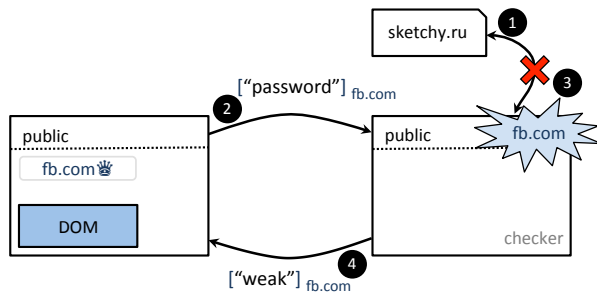 sketchy.ru
1
["password"] fb.com
3
2
public
public
fb.com
fb.com♛
DOM
checker
4
["weak"] fb.com